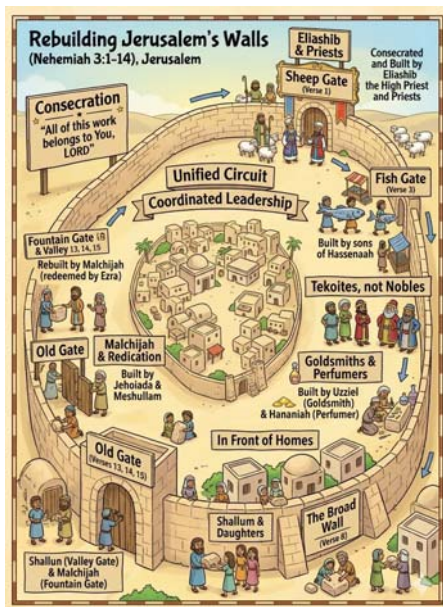 Rebuilding Jerusalem's Walls
(Nehemiah 3:1–14), Jerusalem
Eliashib
& Priests
Sheep Gate
(Verse 1)
Consecrated and Built by
Eliashib
the High Priest
and Priests
Consecration
"All of this work
belongs to You,
LORD"
Unified Circuit
Coordinated Leadership
Fish Gate
(Verse 3)
Built by sons
of Hassenaah
Fountain Gate
& Valley 13, 14, 15
Rebuilt by Malchijah
(redeemed by Ezra)
Tekoites, not Nobles
Old Gate
Malchijah
& Redication
Built by
Jehoiada &
Meshullam
Goldsmiths &
Perfumers
Built by Uzziel
(Goldsmith)
& Hananiah (Perfumer)
In Front of Homes
Old Gate
(Verses 13, 14, 15)
Shallum &
Daughters
The Broad
Wall
(Verse 8)
Shallun (Valley Gate)
& Malchijah
(Fountain Gate)